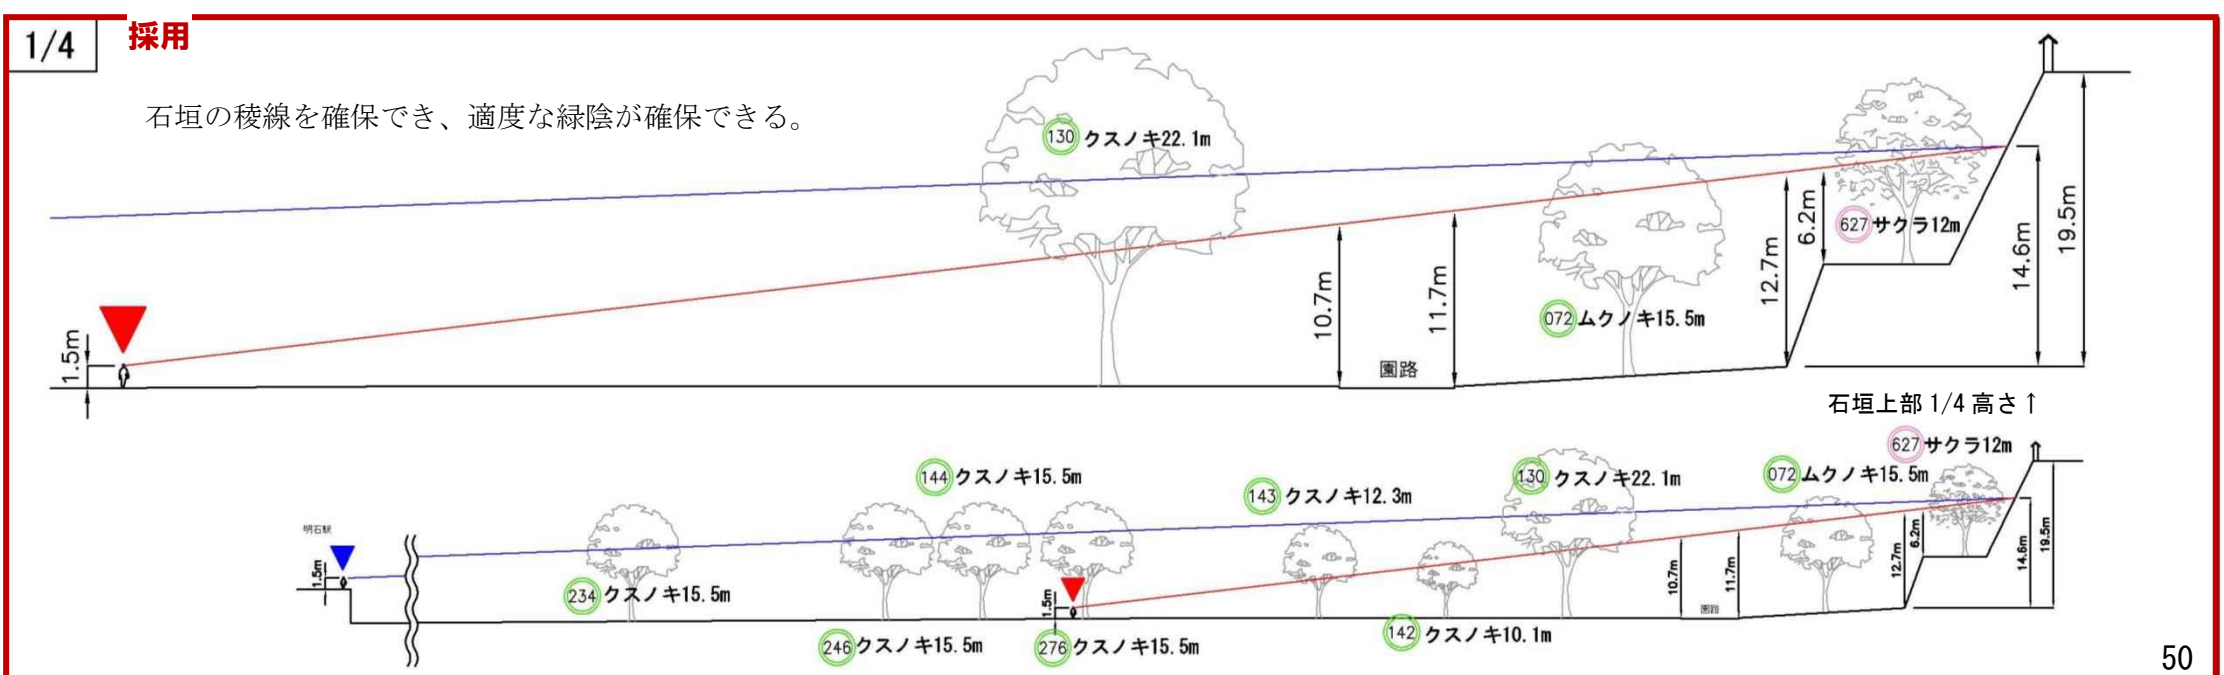 1/4
採用
石垣の稜線を確保でき、適度な緑陰が確保できる。
130 クスノキ22.1m
627 サクラ12m
072 ムクノキ15.5m
1.5m
10.7m
11.7m
12.7m
6.2m
14.6m
19.5m
園路
石垣上部 1/4 高さ↑
627 サクラ12m
144 クスノキ15.5m
143 クスノキ12.3m
130 クスノキ22.1m
072 ムクノキ15.5m
明石駅
1.5m
234 クスノキ15.5m
1.5m
10.7m
11.7m
12.7m
6.2m
14.6m
19.5m
園路
246 クスノキ15.5m
276 クスノキ15.5m
142 クスノキ10.1m
50